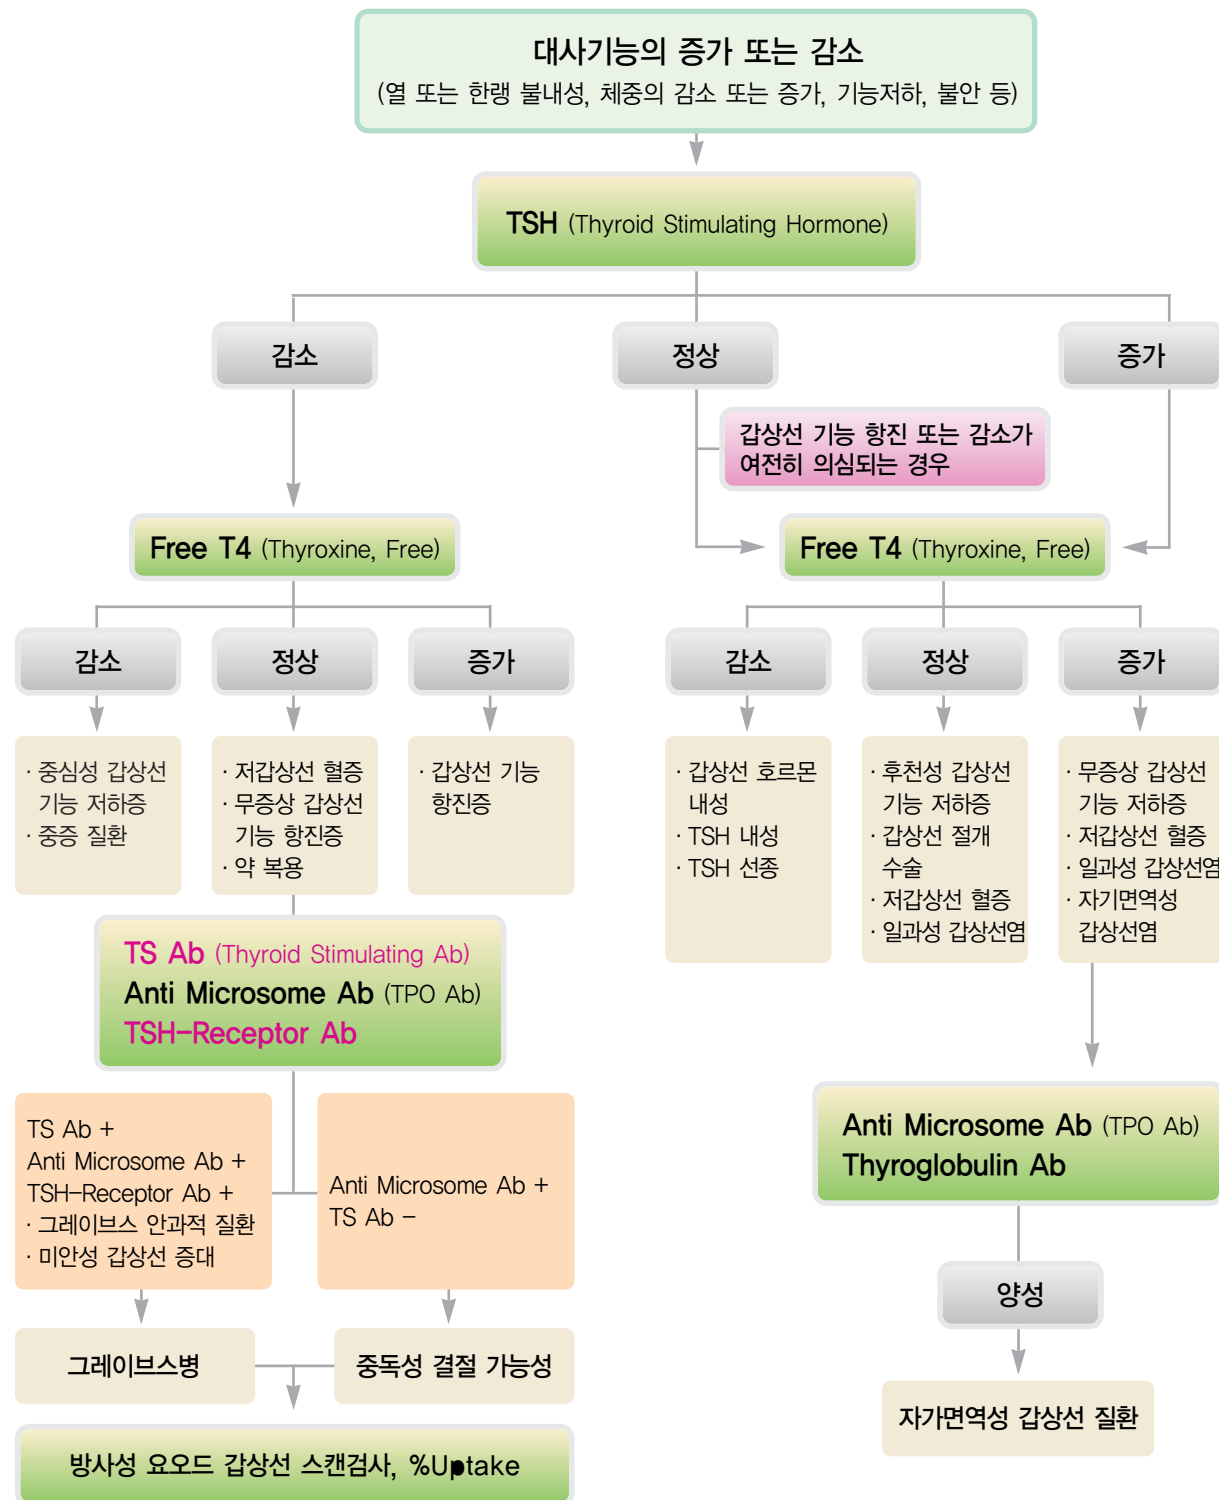 대사기능의 증가 또는 감소
(열 또는 한랭 불내성, 체중의 감소 또는 증가, 기능저하, 불안 등)
TSH (Thyroid Stimulating Hormone)
감소
정상
증가
갑상선 기능 항진 또는 감소가
여전히 의심되는 경우
Free T4 (Thyroxine, Free)
Free T4 (Thyroxine, Free)
감소
정상
증가
감소
정상
증가
· 중심성 갑상선
기능 저하증
· 중증 질환
· 저갑상선 혈증
· 무증상 갑상선
기능 항진증
· 약 복용
· 갑상선 기능
항진증
· 갑상선 호르몬
내성
· TSH 내성
· TSH 선종
· 후천성 갑상선
기능 저하증
· 갑상선 절개
수술
· 저갑상선 혈증
· 일과성 갑상선염
· 무증상 갑상선
기능 저하증
· 저갑상선 혈증
· 일과성 갑상선염
· 자기면역성
갑상선염
TS Ab (Thyroid Stimulating Ab)
Anti Microsome Ab (TPO Ab)
TSH-Receptor Ab
TS Ab +
Anti Microsome Ab +
TSH-Receptor Ab +
· 그레이브스 안과적 질환
· 미안성 갑상선 증대
Anti Microsome Ab +
TS Ab -
Anti Microsome Ab (TPO Ab)
Thyroglobulin Ab
양성
그레이브스병
중독성 결절 가능성
자가면역성 갑상선 질환
방사성 요오드 갑상선 스캔검사, %Uptake